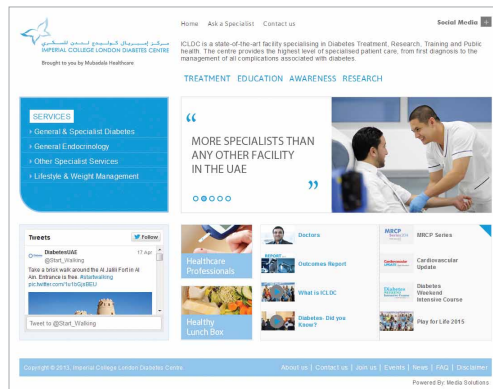 Home Ask a Specialist Contact us
Social Media +
مركز إمبريال كوليدج لندن للسكري
IMPERIAL COLLEGE LONDON DIABETES CENTRE
Brought to you by Mubadala Healthcare
ICLDC is a state-of-the-art facility specialising in Diabetes Treatment, Research, Training and Public
health. The centre provides the highest level of specialised patient care, from first diagnosis to the
management of all complications associated with diabetes.
TREATMENT EDUCATION AWARENESS RESEARCH
SERVICES
› General & Specialist Diabetes
› General Endocrinology
› Other Specialist Services
› Lifestyle & Weight Management
“
MORE SPECIALISTS THAN
ANY OTHER FACILITY
IN THE UAE
”
Tweets
Follow
DiabetesUAE 17 Apr
@Start_Walking
Take a brisk walk around the Al Jahili Fort in Al
Ain. Entrance is free. #startwalking
Tweet to @Start_Walking
Healthcare
Professionals
Healthy
Lunch Box
Doctors
REPORT
Outcomes Report
What is ICLDC
Diabetes- Did you
Know?
MRCP
MRCP Series
Cardiovascular
Update
Diabetes
Weekend
Intensive Course
Play for Life 2015
Copyright © 2015. Imperial College London Diabetes Centre
About us | Contact us | Join us | Events | News | FAQ | Disclaimer
Powered By: Media Solutions